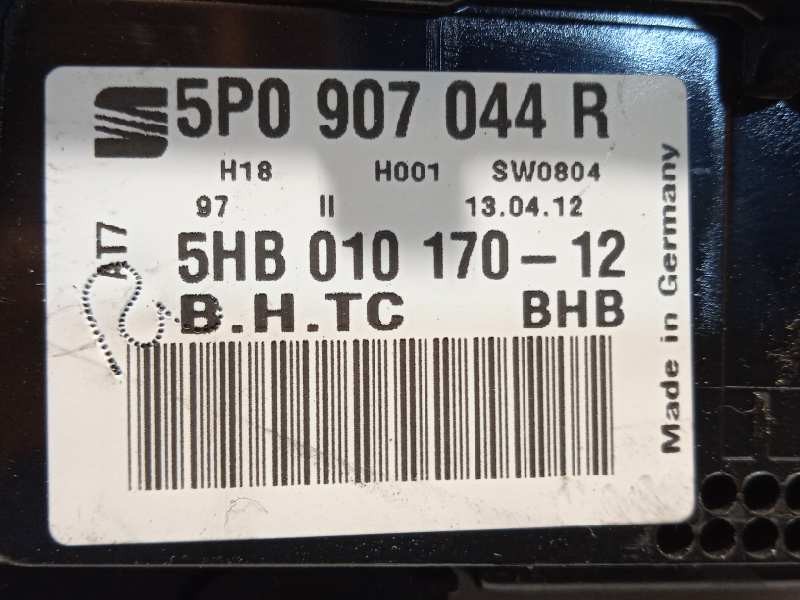 5P0 907 044 R
H18 H001 SW0804
97 II 13.04.12
AT7
5HB 010 170-12
B.H.TC BHB
Made in Germany